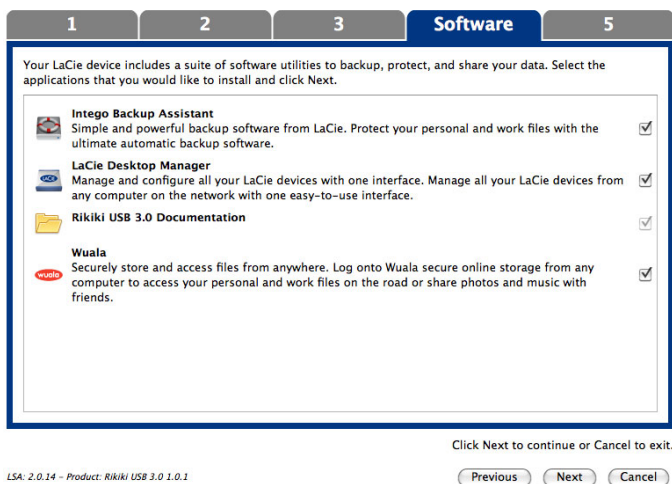 1 2 3 Software 5
Your LaCie device includes a suite of software utilities to backup, protect, and share your data. Select the
applications that you would like to install and click Next.
Intego Backup Assistant
Simple and powerful backup software from LaCie. Protect your personal and work files with the
ultimate automatic backup software.
LaCie Desktop Manager
Manage and configure all your LaCie devices with one interface. Manage all your LaCie devices from
any computer on the network with one easy-to-use interface.
Rikiki USB 3.0 Documentation
Wuala
wuala
Securely store and access files from anywhere. Log onto Wuala secure online storage from any
computer to access your personal and work files on the road or share photos and music with
friends.
Click Next to continue or Cancel to exit.
LSA: 2.0.14 - Product: Rikiki USB 3.0 1.0.1
Previous Next Cancel